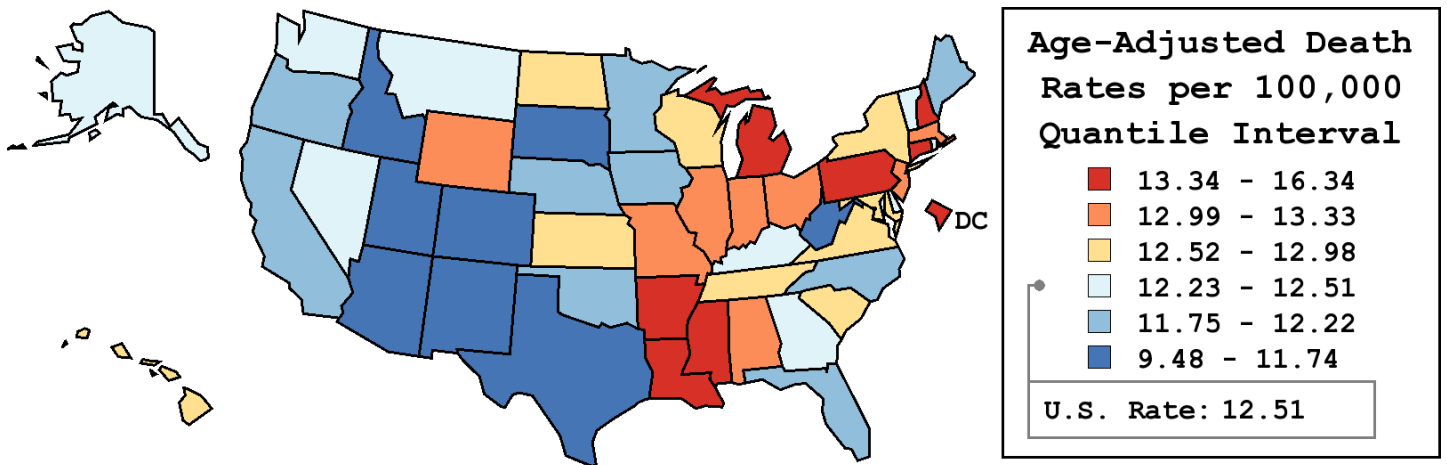 Age-Adjusted Death
Rates per 100,000
Quantile Interval
13.34 - 16.34
12.99 - 13.33
12.52 - 12.98
12.23 - 12.51
11.75 - 12.22
9.48 - 11.74
U.S. Rate: 12.51
DC